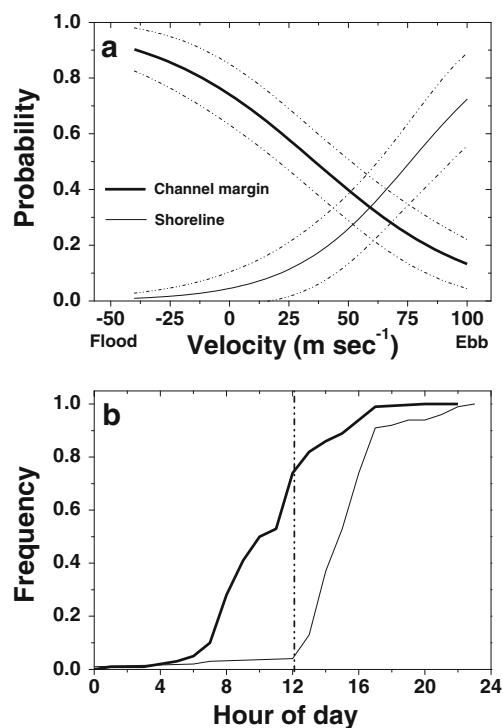 a
1.0
0.8
0.6
0.4
0.2
0.0
Probability
Channel margin
Shoreline
-50 -25 0 25 50 75 100
Flood Velocity (m sec⁻¹) Ebb
b
1.0
0.8
0.6
0.4
0.2
0.0
Frequency
0 4 8 12 16 20 24
Hour of day